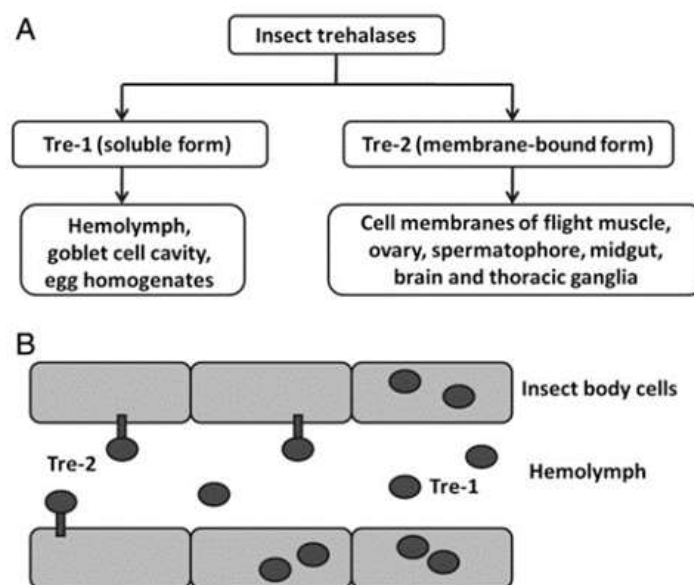 A
Insect trehalases
Tre-1 (soluble form)
Tre-2 (membrane-bound form)
Hemolymph,
goblet cell cavity,
egg homogenates
Cell membranes of flight muscle,
ovary, spermatophore, midgut,
brain and thoracic ganglia
B
Insect body cells
Tre-2
Hemolymph
Tre-1